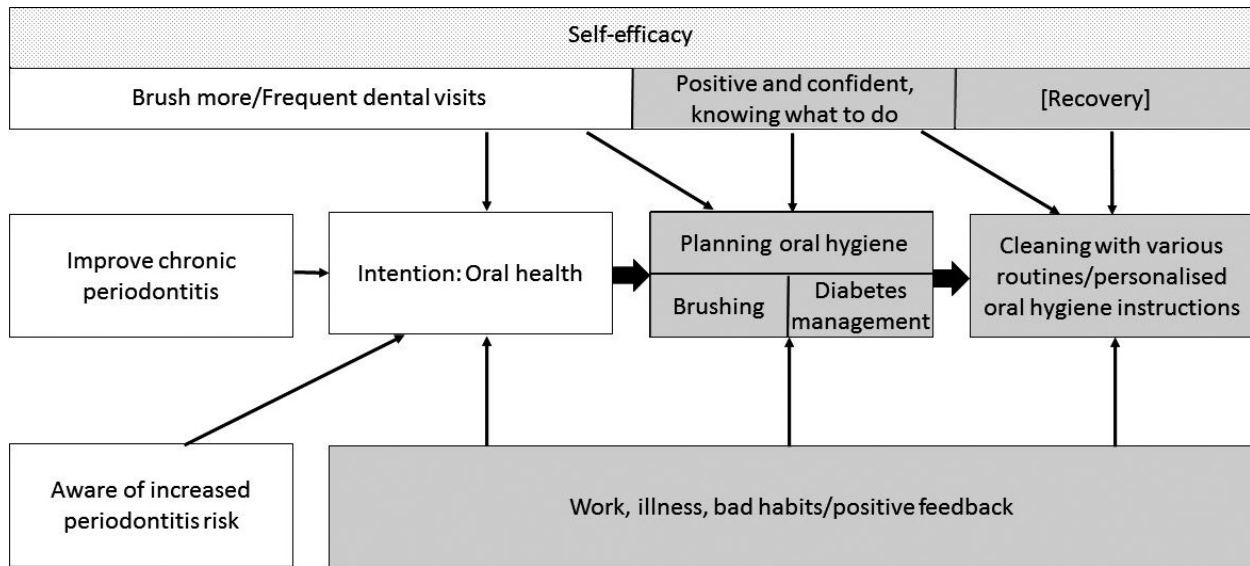 Self-efficacy
Brush more/Frequent dental visits
Positive and confident,
knowing what to do
[Recovery]
Improve chronic
periodontitis
Intention: Oral health
Planning oral hygiene
Brushing
Diabetes
management
Cleaning with various
routines/personalised
oral hygiene instructions
Aware of increased
periodontitis risk
Work, illness, bad habits/positive feedback